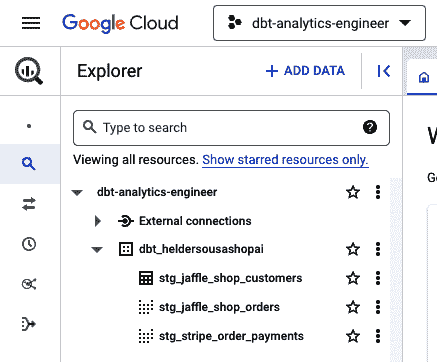 Google Cloud
dbt-analytics-engineer
Explorer
+ ADD DATA
Type to search
Viewing all resources. Show starred resources only.
dbt-analytics-engineer
External connections
dbt_heldersousashopai
stg_jaffle_shop_customers
stg_jaffle_shop_orders
stg_stripe_order_payments